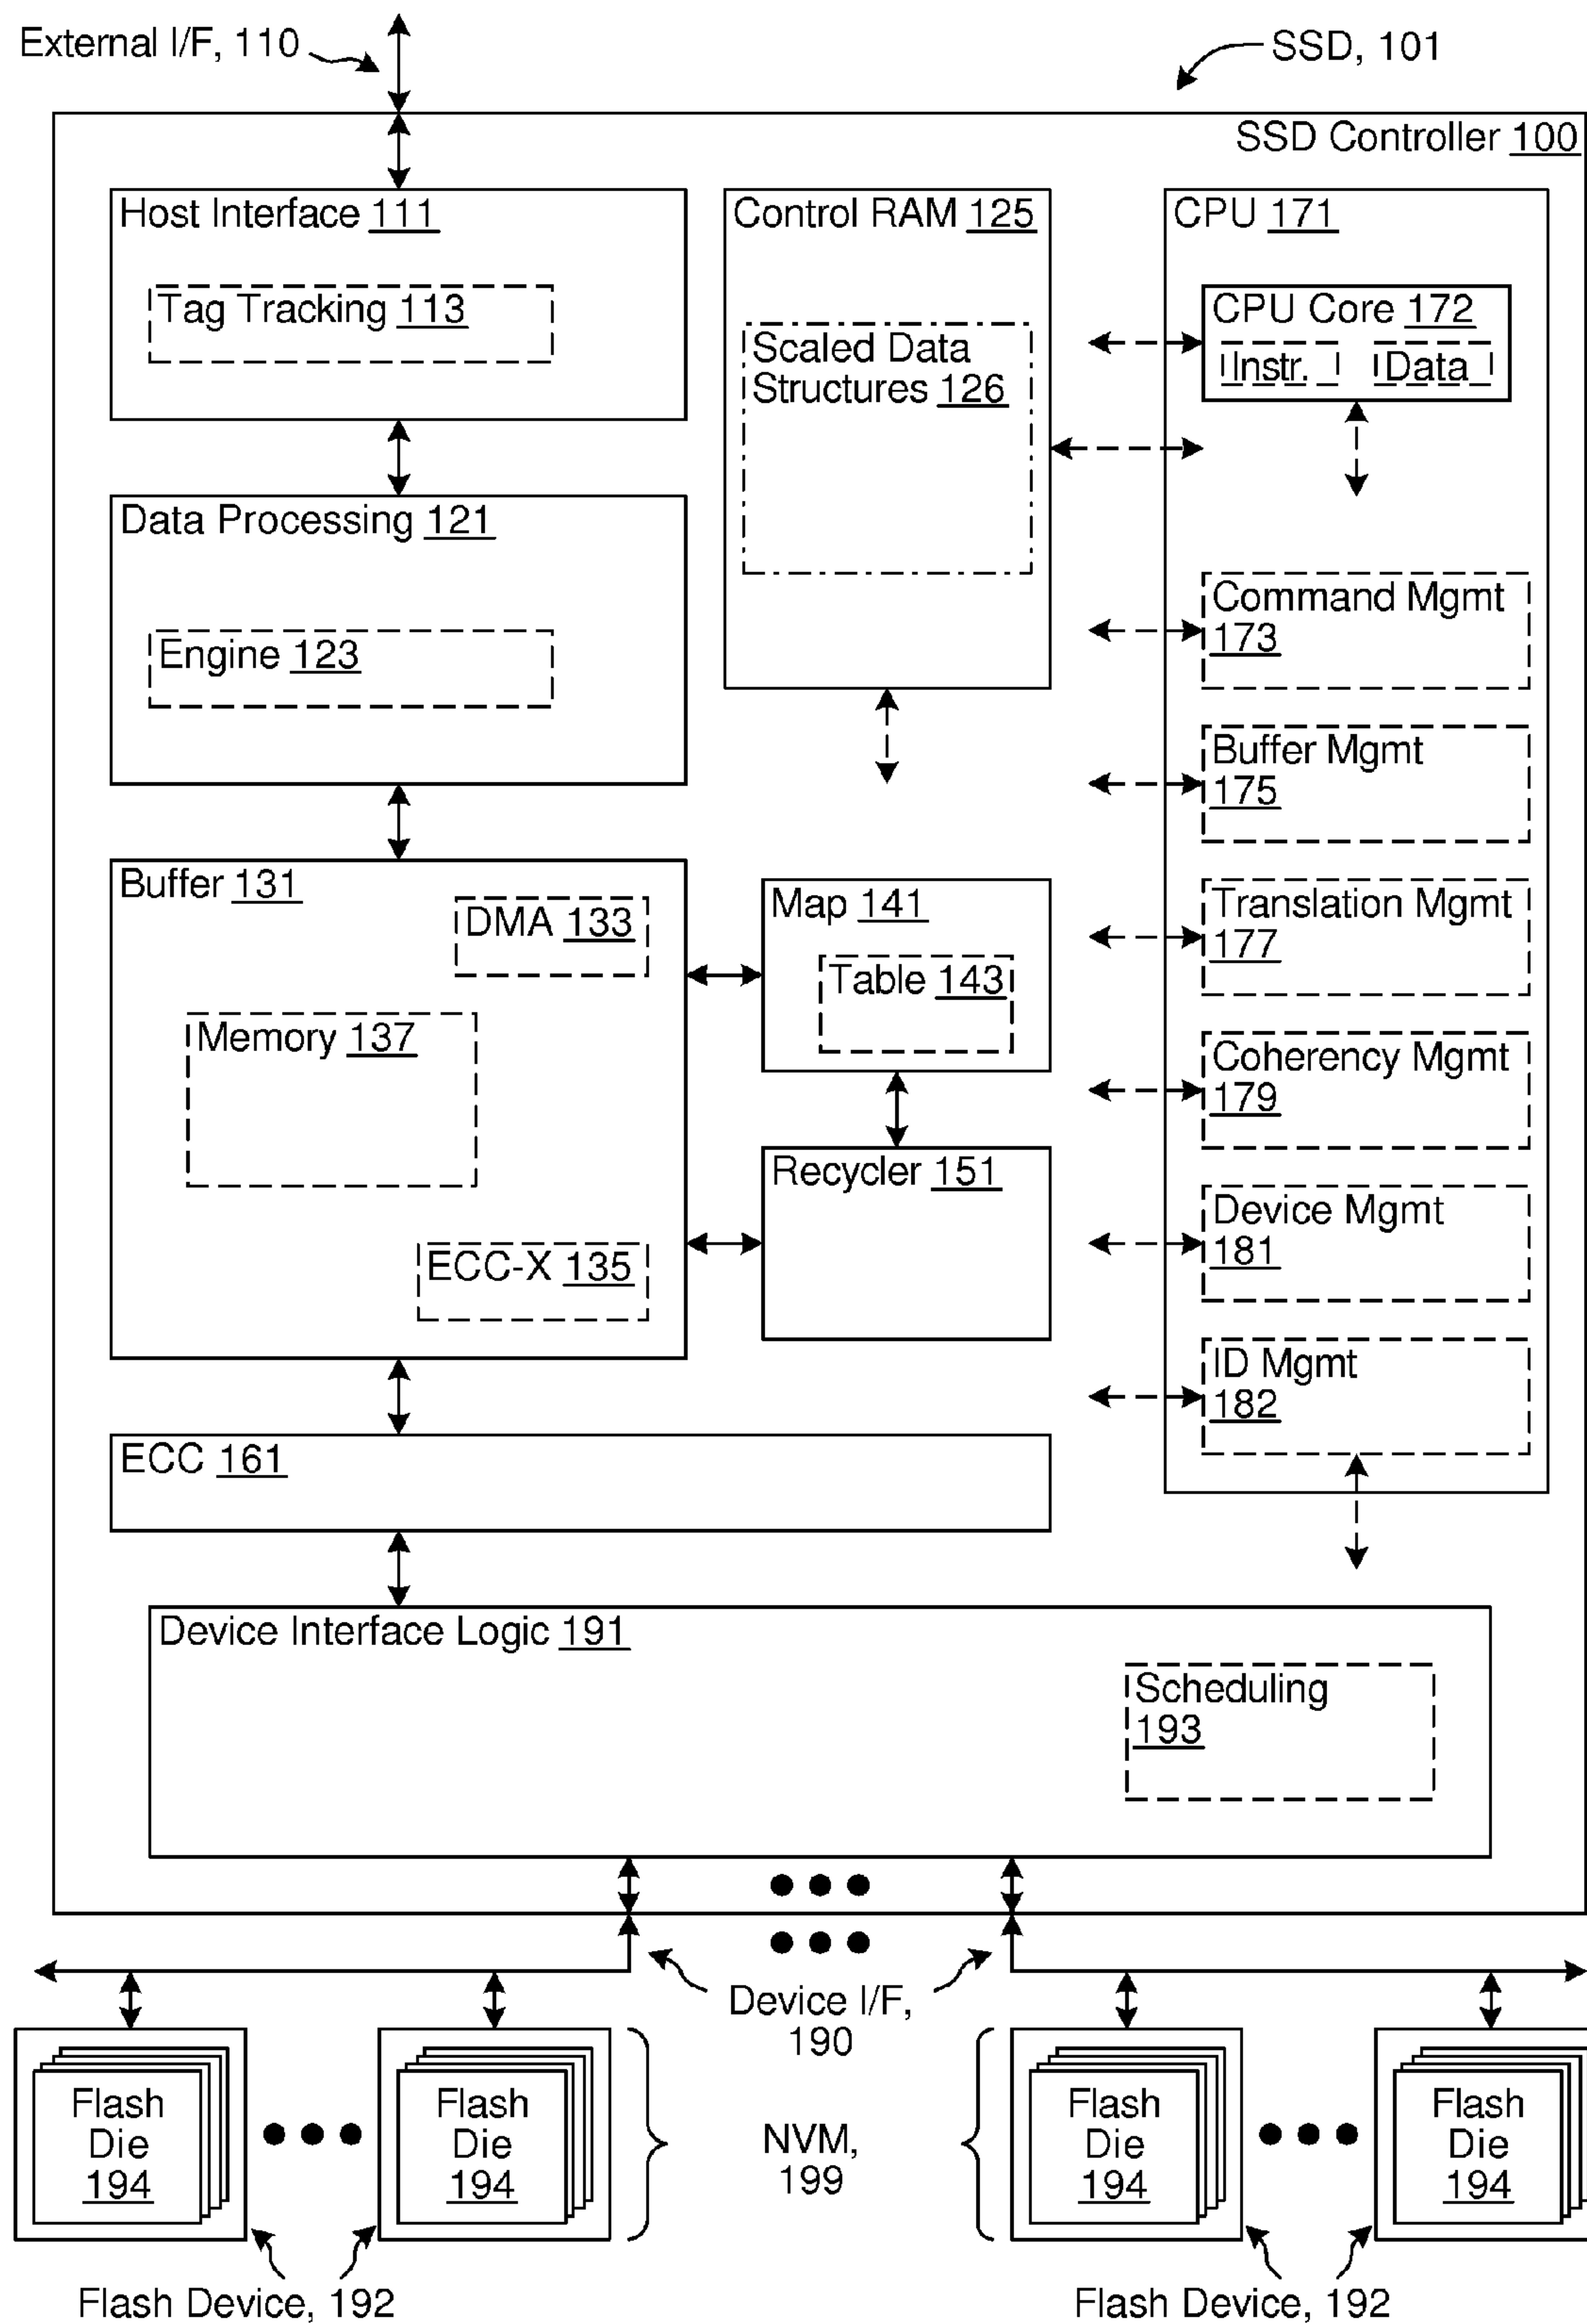 External I/F, 110
SSD, 101
SSD Controller 100
Host Interface 111
Tag Tracking 113
Control RAM 125
Scaled Data
Structures 126
CPU 171
CPU Core 172
Instr.
Data
Data Processing 121
Engine 123
Command Mgmt
173
Buffer Mgmt
175
Translation Mgmt
177
Coherency Mgmt
179
Device Mgmt
181
ID Mgmt
182
Buffer 131
DMA 133
Memory 137
ECC-X 135
Map 141
Table 143
Recycler 151
ECC 161
Device Interface Logic 191
Scheduling
193
Device I/F,
190
Flash
Die
194
Flash
Die
194
NVM,
199
Flash
Die
194
Flash
Die
194
Flash Device, 192
Flash Device, 192